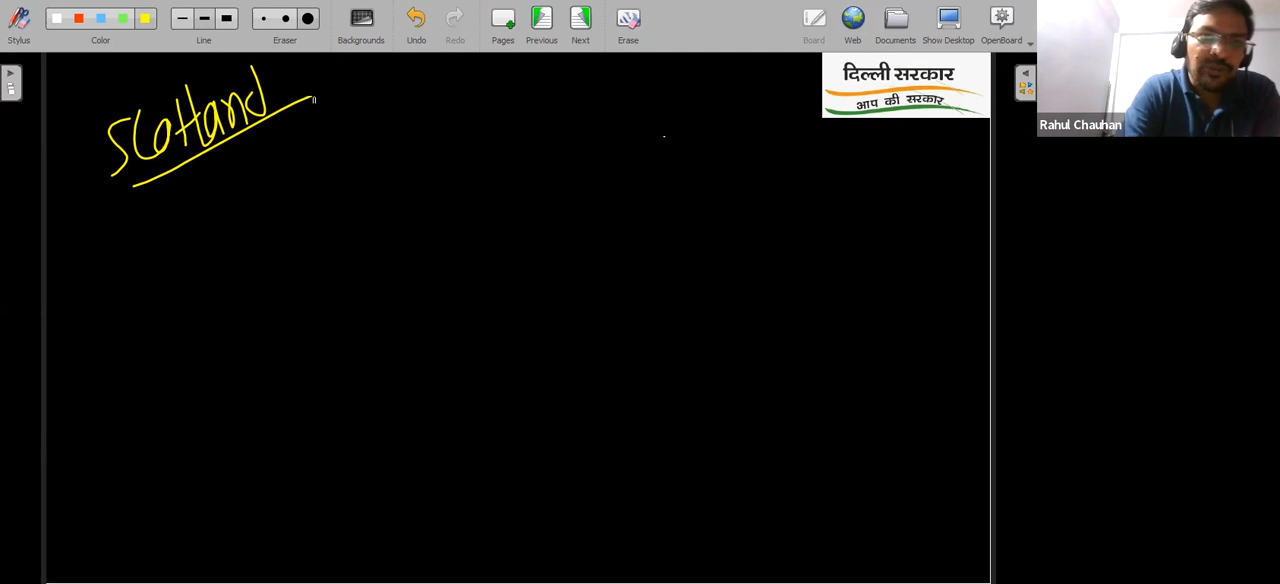 Stylus Color Line Eraser Backgrounds Undo Redo Pages Previous Next Erase Board Web Documents Show Desktop OpenBoard
Scotland
दिल्ली सरकार
आप की सरकार
Rahul Chauhan